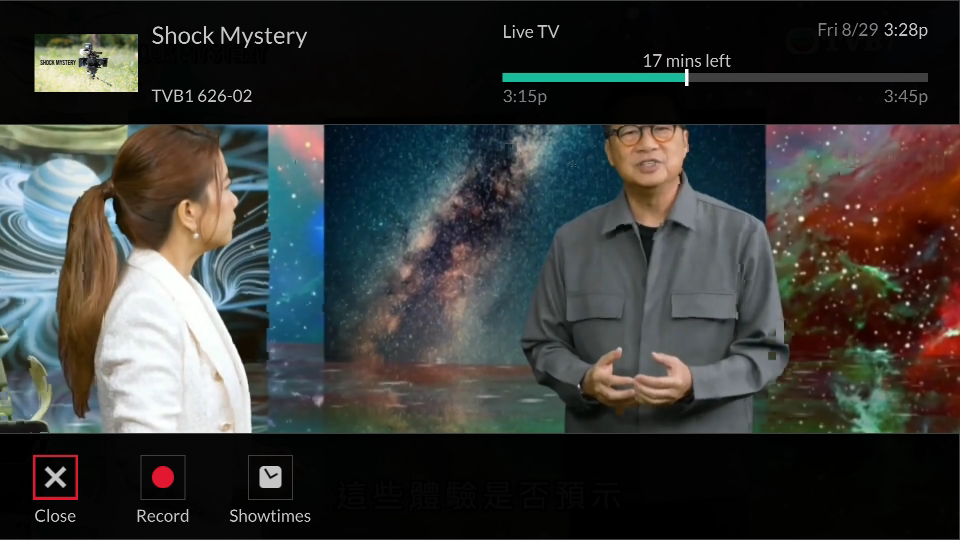 Shock Mystery
SHOCK MYSTERY
TVB1 626-02
Live TV
Fri 8/29 3:28p
17 mins left
3:15p
3:45p
這些體驗是否預示
Close
Record
Showtimes